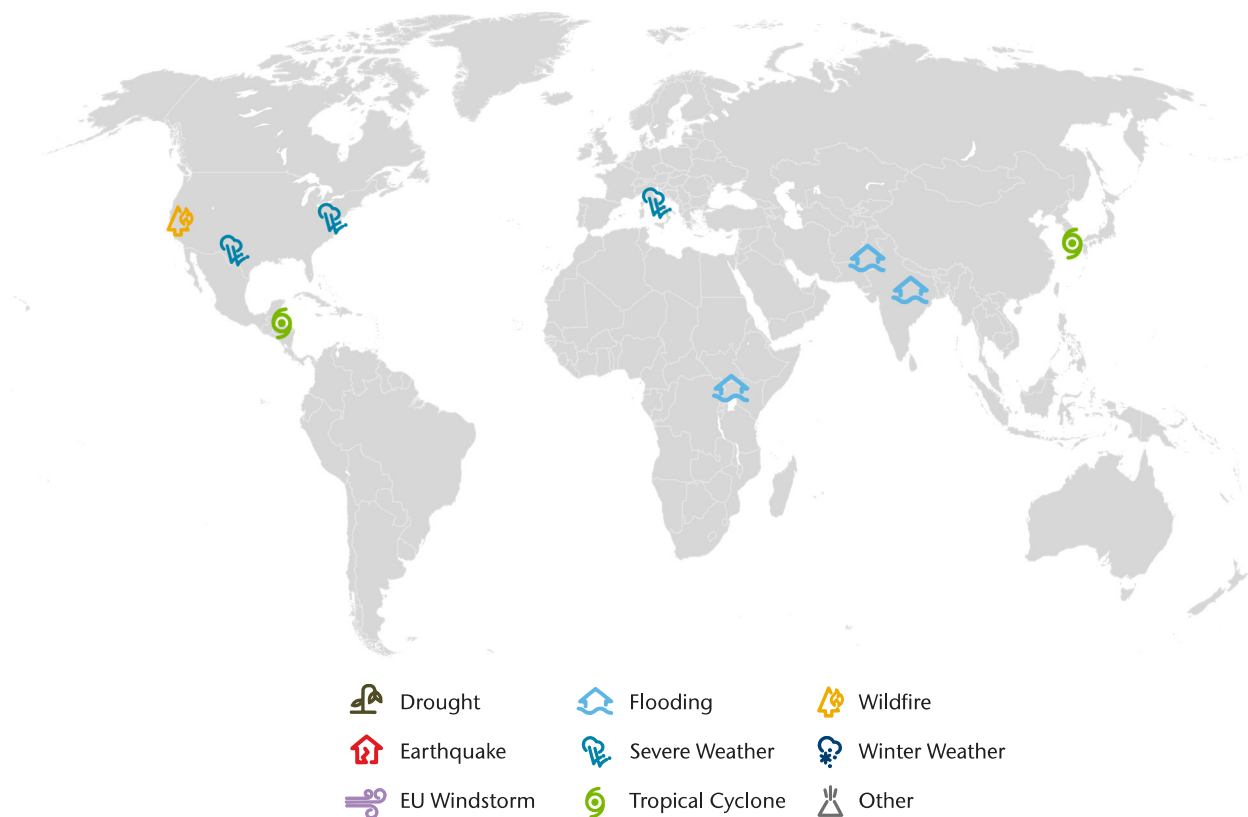 Drought
Flooding
Wildfire
Earthquake
Severe Weather
Winter Weather
EU Windstorm
Tropical Cyclone
Other